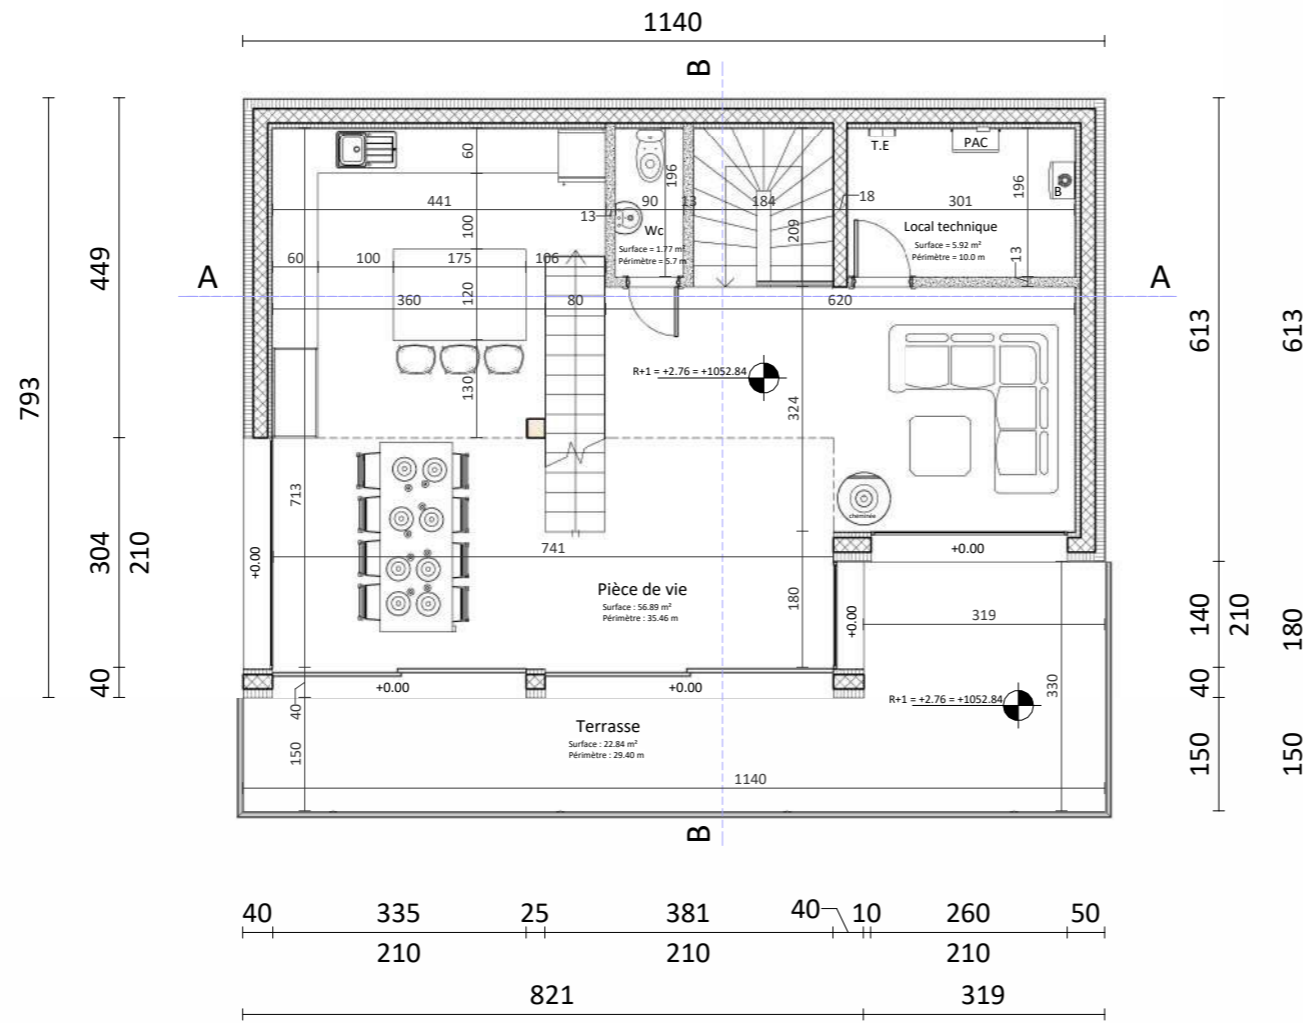 1140
B
T.E
PAC
60
196
196
B
441
90
13
184
18
301
13
100
Wc
Surface = 1.77 m²
Périmètre = 5.7 m
209
Local technique
Surface = 5.92 m²
Périmètre = 10.0 m
13
449
60
100
175
106
A
A
360
120
80
620
613
613
793
130
R+1 = +2.76 = +1052.84
324
713
cheminée
304
210
+0.00
741
+0.00
Pièce de vie
Surface : 56.89 m²
Périmètre : 35.46 m
180
+0.00
319
140
210
180
40
+0.00
+0.00
330
40
40
R+1 = +2.76 = +1052.84
Terrasse
Surface : 22.84 m²
Périmètre : 29.40 m
150
150
150
1140
B
40
335
25
381
40
10
260
50
210
210
210
821
319